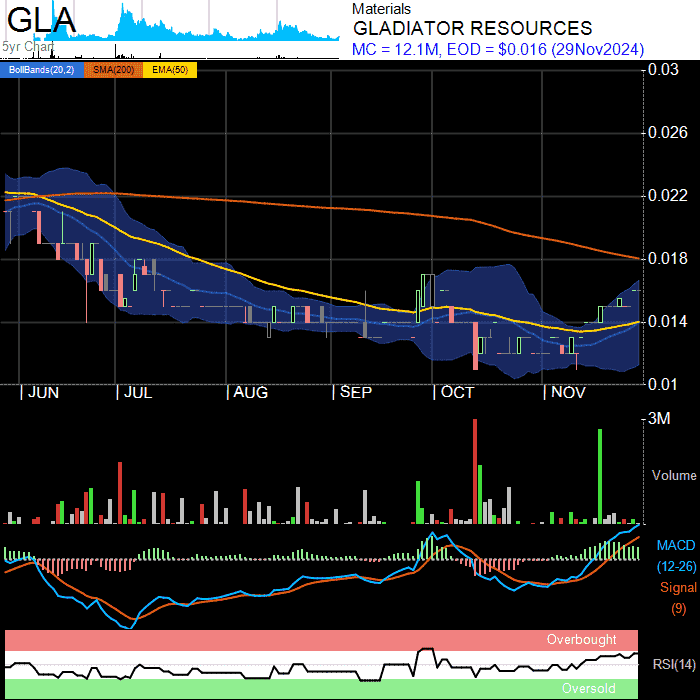 GLA
5yr Chart
Materials
GLADIATOR RESOURCES
MC = 12.1M, EOD = $0.016 (29Nov2024)
BollBands(20,2) SMA(200) EMA(50)
0.03
0.026
0.022
0.018
0.014
0.01
JUN JUL AUG SEP OCT NOV
3M
Volume
MACD
(12-26)
Signal
(9)
Overbought
RSI(14)
Oversold